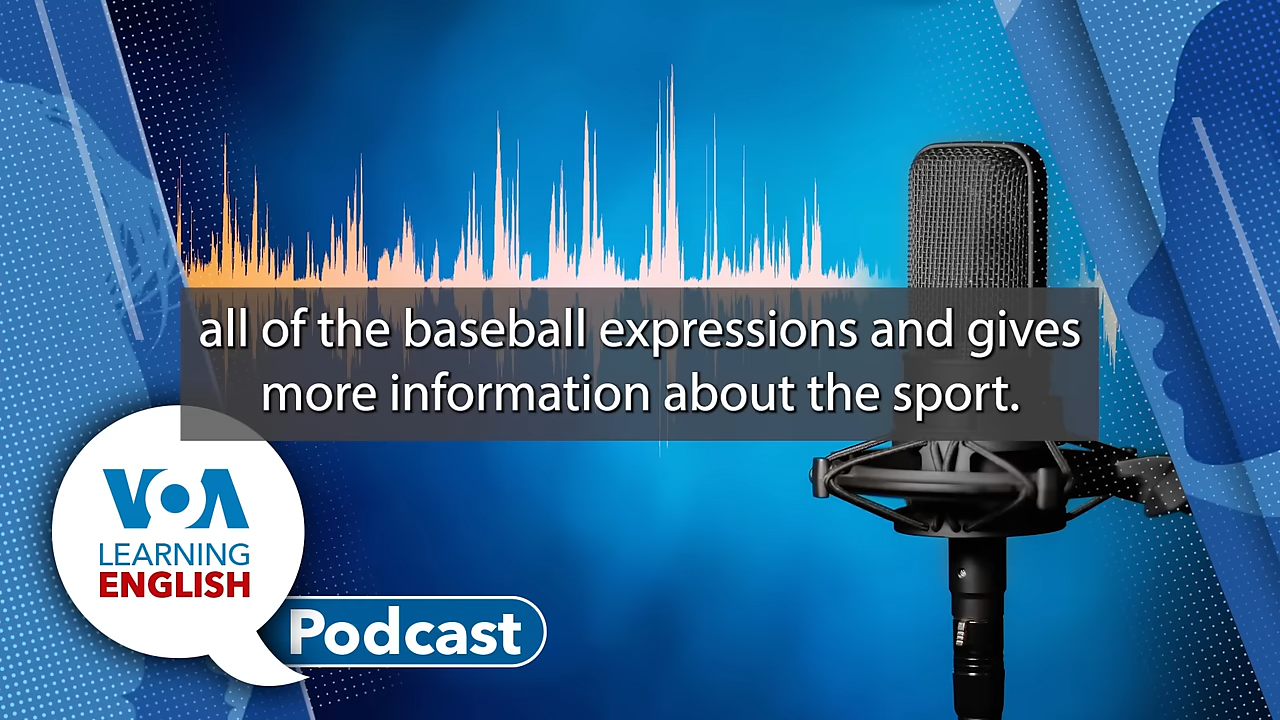 all of the baseball expressions and gives
more information about the sport.
VOA
LEARNING
ENGLISH
Podcast